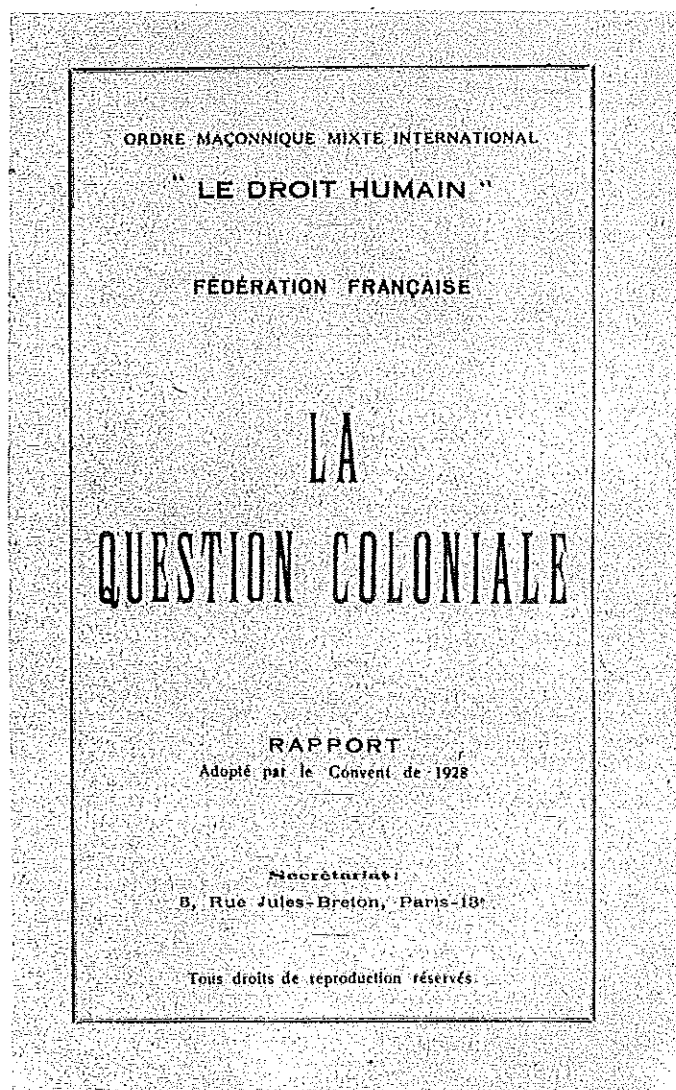 ORDRE MAÇONNIQUE MIXTE INTERNATIONAL
" LE DROIT HUMAIN "
FÉDÉRATION FRANÇAISE
LA
QUESTION COLONIALE
RAPPORT
Adopté par le Convent de 1928
Secrétariat:
5, Rue Jules-Breton, Paris-13e
Tous droits de reproduction réservés.